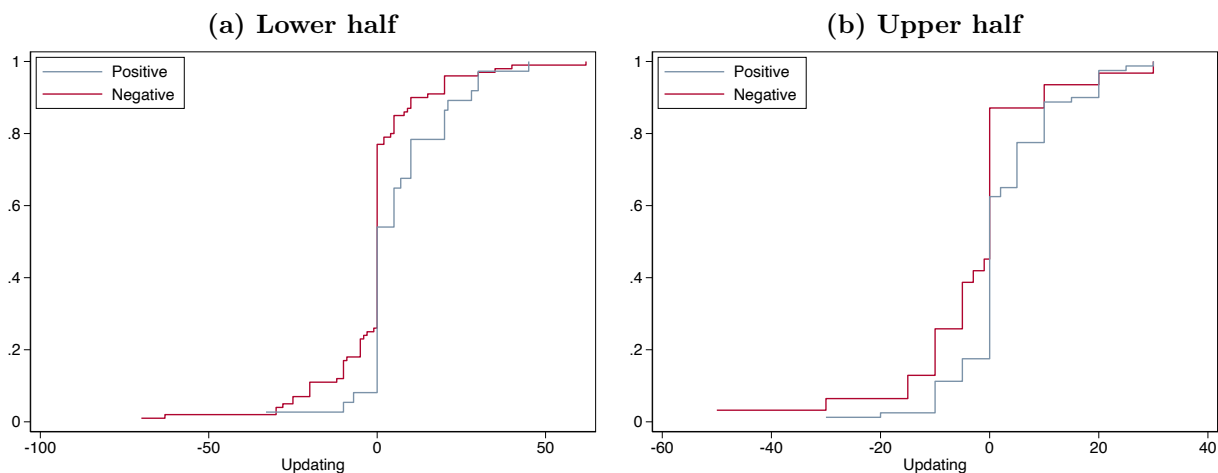 (a) Lower half
Positive
Negative
1
.8
.6
.4
.2
0
-100
-50
0
50
Updating
(b) Upper half
Positive
Negative
1
.8
.6
.4
.2
0
-60
-40
-20
0
20
40
Updating